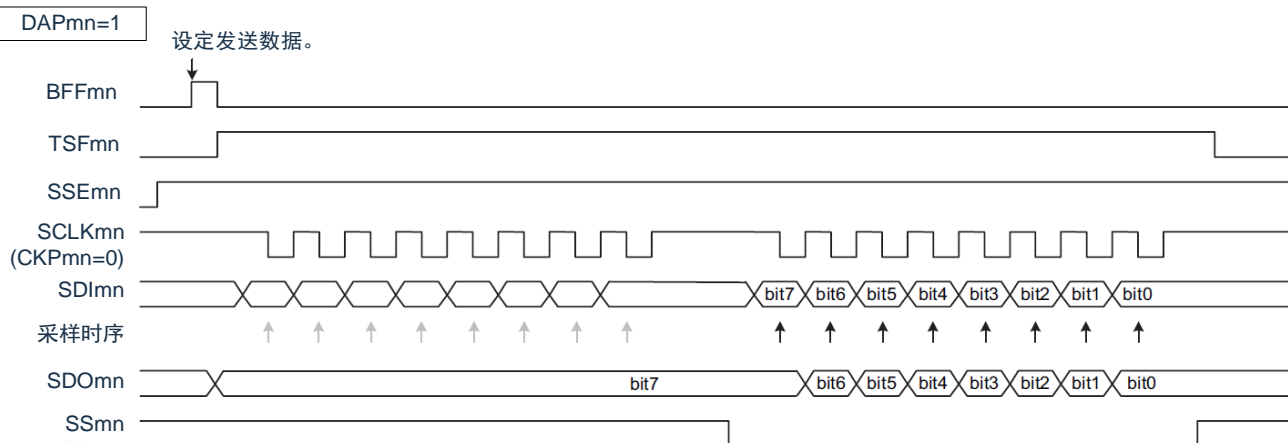 DAPmn=1
设定发送数据。
BFFmn
TSFmn
SSEmn
SCLKmn
(CKPmn=0)
SDImn
bit7 bit6 bit5 bit4 bit3 bit2 bit1 bit0
采样时序
SDOmn
bit7 bit6 bit5 bit4 bit3 bit2 bit1 bit0
SSmn